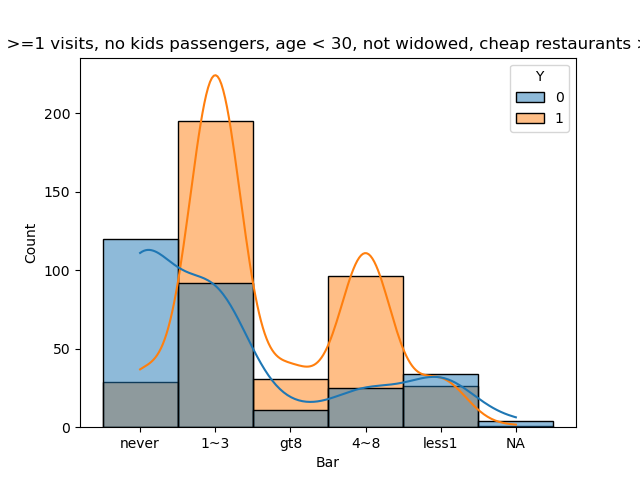 >=1 visits, no kids passengers, age < 30, not widowed, cheap restaurants >
Y
0
1
200
150
100
50
0
Count
never 1~3 gt8 4~8 less1 NA
Bar